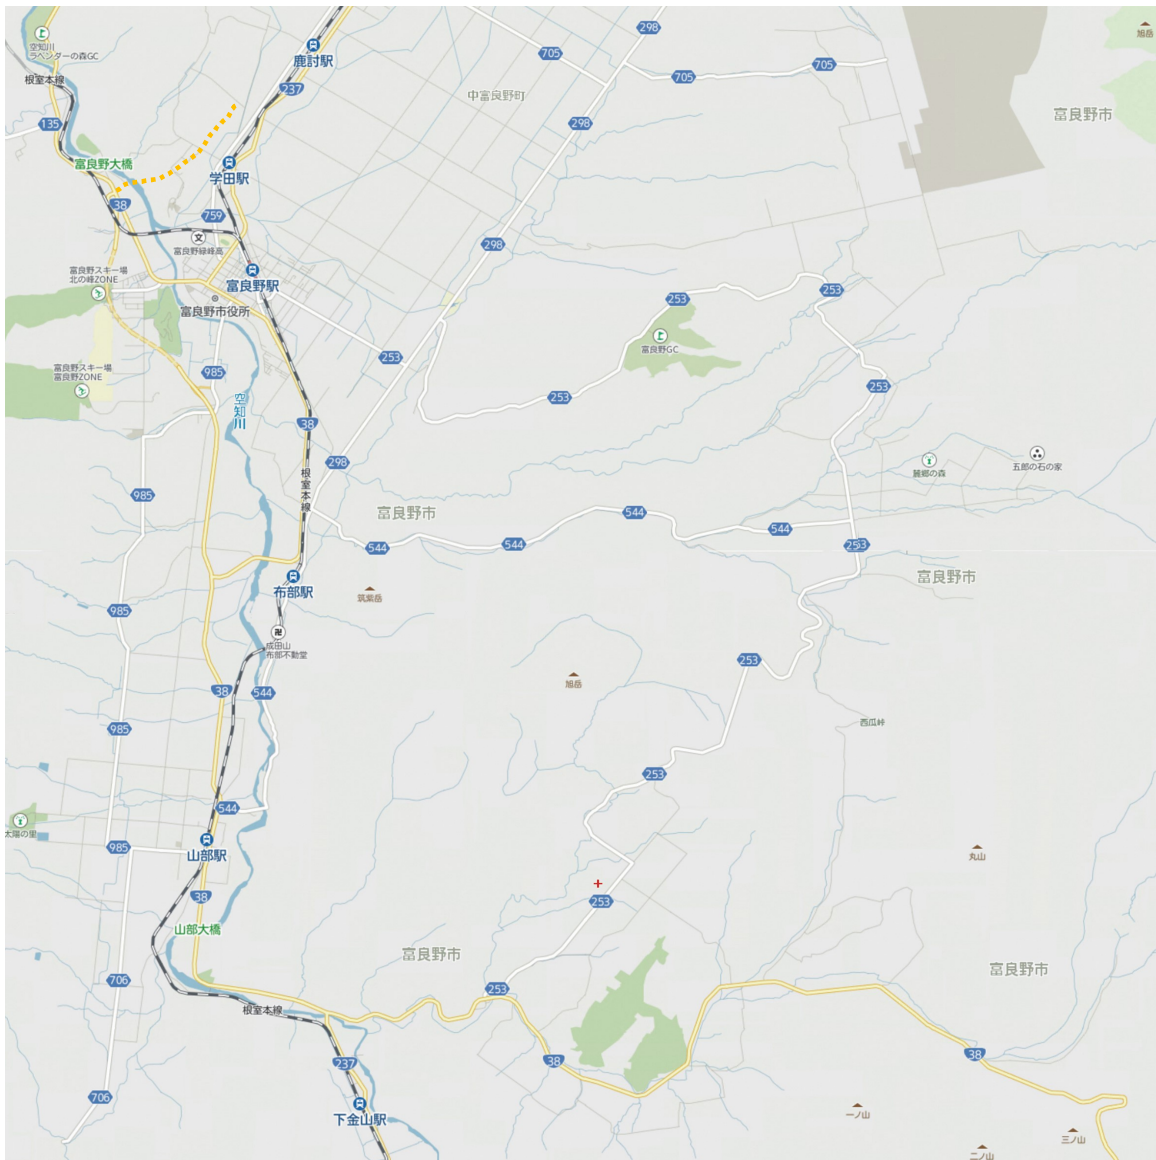 298
旭岳
空知川
ラベンダーの森GC
鹿討駅
705
705
705
根室本線
237
中富良野町
298
富良野市
135
富良野大橋
学田駅
38
759
富良野緑峰高
298
富良野スキー場
北の峰ZONE
富良野駅
253
富良野市役所
253
富良野GC
253
富良野スキー場
富良野ZONE
985
253
253
空知川
38
298
麓郷の森
五郎の石の家
根室本線
985
富良野市
544
544
544
544
253
253
布部駅
筑紫岳
富良野市
985
成田山
布部不動堂
253
旭岳
38
544
985
西瓜峠
253
544
太陽の里
985
山部駅
丸山
38
253
山部大橋
富良野市
富良野市
706
253
根室本線
237
38
38
706
下金山駅
一ノ山
三ノ山
二ノ山